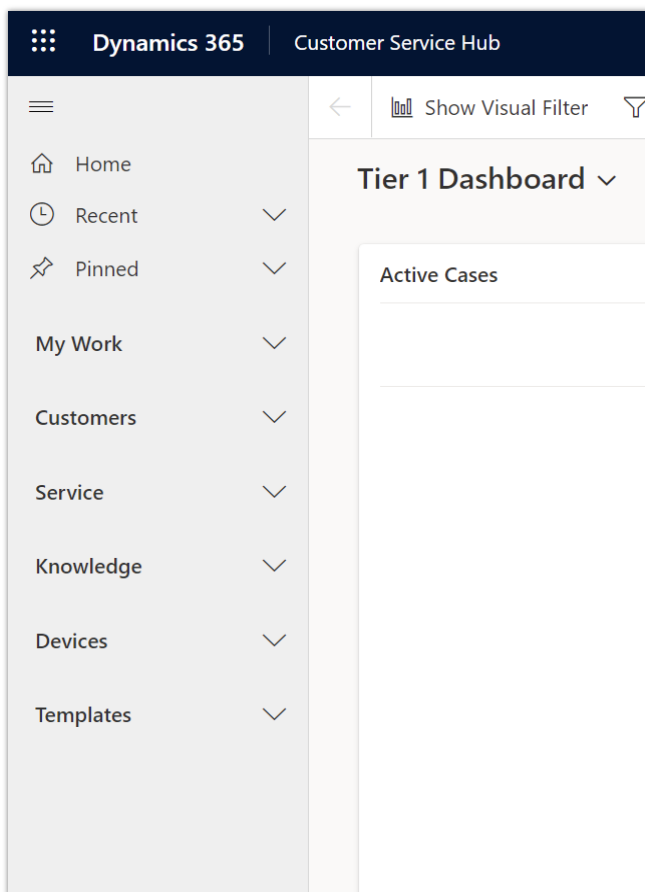 Dynamics 365 Customer Service Hub
Show Visual Filter
Home
Recent
Pinned
My Work
Customers
Service
Knowledge
Devices
Templates
Tier 1 Dashboard
Active Cases